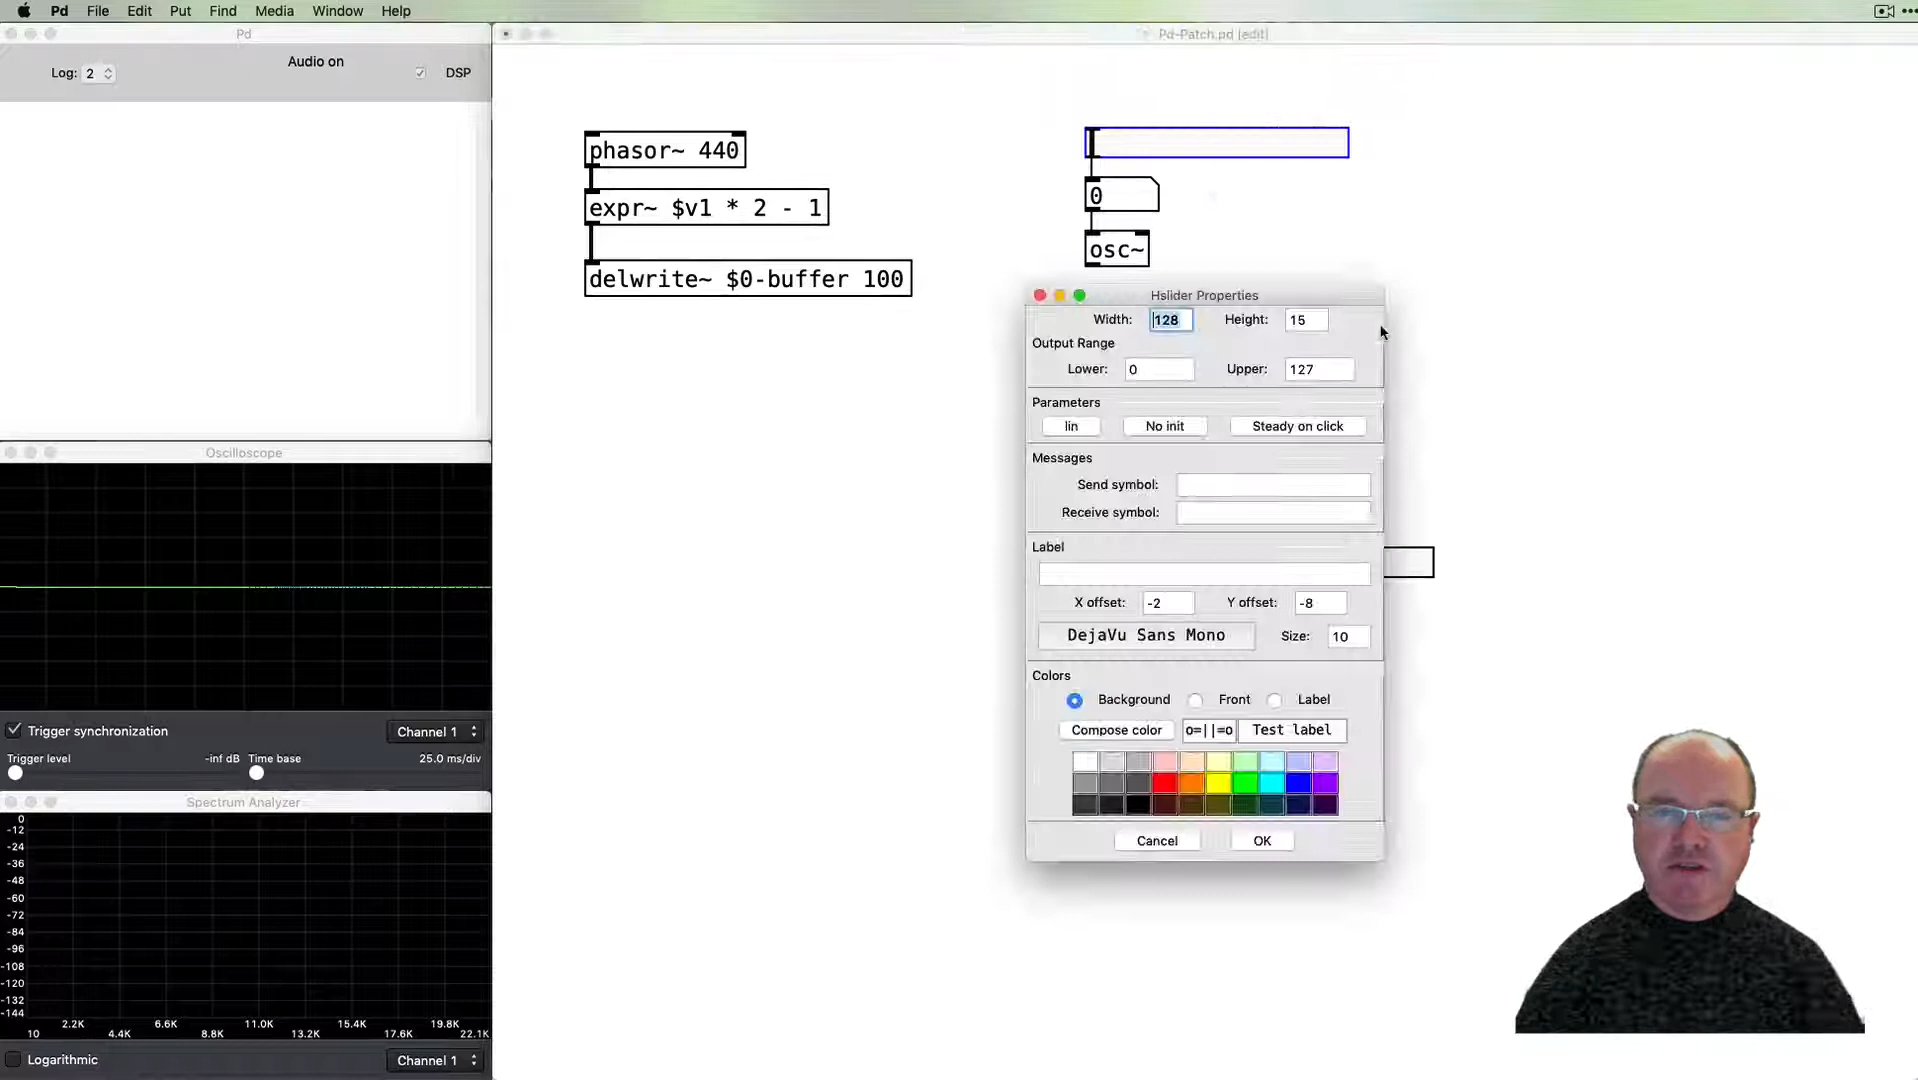 Pd File Edit Put Find Media Window Help
Pd
Pd-Patch.pd [edit]
Log: 2
Audio on
DSP
phasor~ 440
expr~ $v1 * 2 - 1
delwrite~ $0-buffer 100
0
osc~
Hslider Properties
Width: 128 Height: 15
Output Range
Lower: 0 Upper: 127
Parameters
lin No init Steady on click
Messages
Send symbol:
Receive symbol:
Label
X offset: -2 Y offset: -8
DejaVu Sans Mono Size: 10
Colors
Background Front Label
Compose color o=||=o Test label
Cancel OK
Oscilloscope
Trigger synchronization Channel 1
Trigger level -inf dB Time base 25.0 ms/div
Spectrum Analyzer
0
-12
-24
-36
-48
-60
-72
-84
-96
-108
-120
-132
-144
2.2K 6.6K 11.0K 15.4K 19.8K
10 4.4K 8.8K 13.2K 17.6K 22.1K
Logarithmic Channel 1